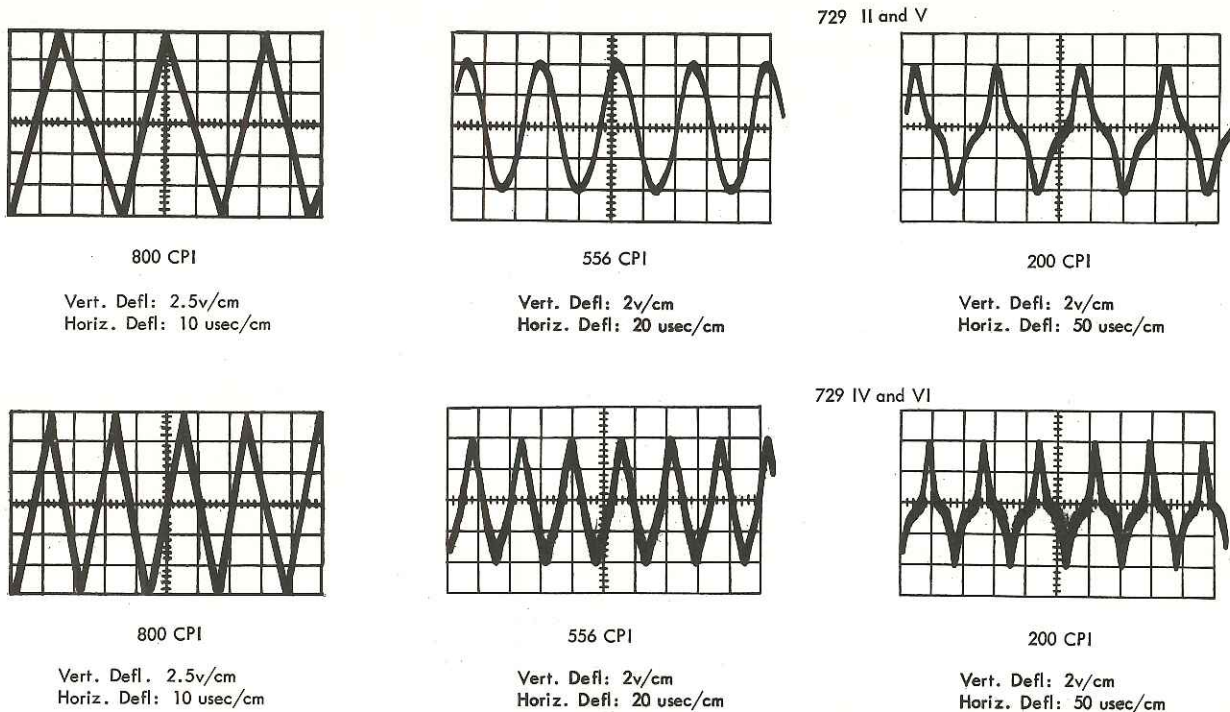 729 II and V
800 CPI
Vert. Defl: 2.5v/cm
Horiz. Defl: 10 usec/cm
556 CPI
Vert. Defl: 2v/cm
Horiz. Defl: 20 usec/cm
200 CPI
Vert. Defl: 2v/cm
Horiz. Defl: 50 usec/cm
729 IV and VI
800 CPI
Vert. Defl. 2.5v/cm
Horiz. Defl: 10 usec/cm
556 CPI
Vert. Defl: 2v/cm
Horiz. Defl: 20 usec/cm
200 CPI
Vert. Defl: 2v/cm
Horiz. Defl: 50 usec/cm